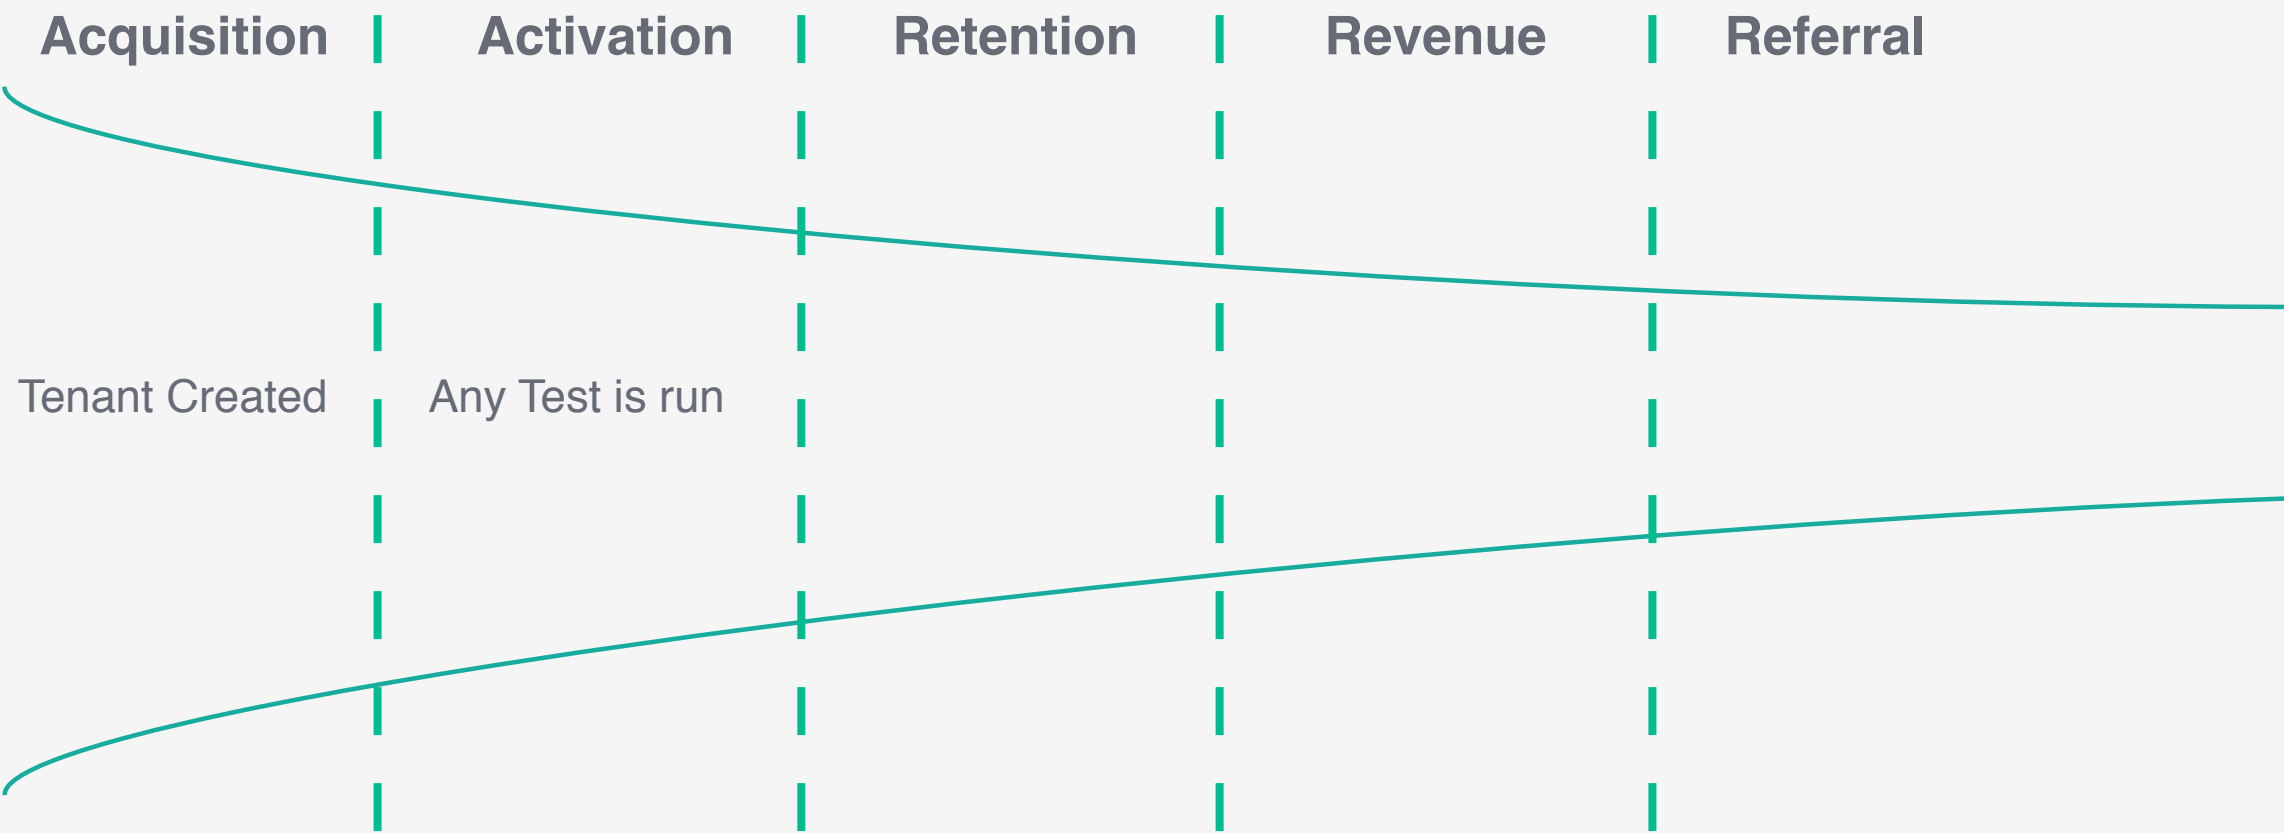 Acquisition Activation Retention Revenue Referral
Tenant Created Any Test is run